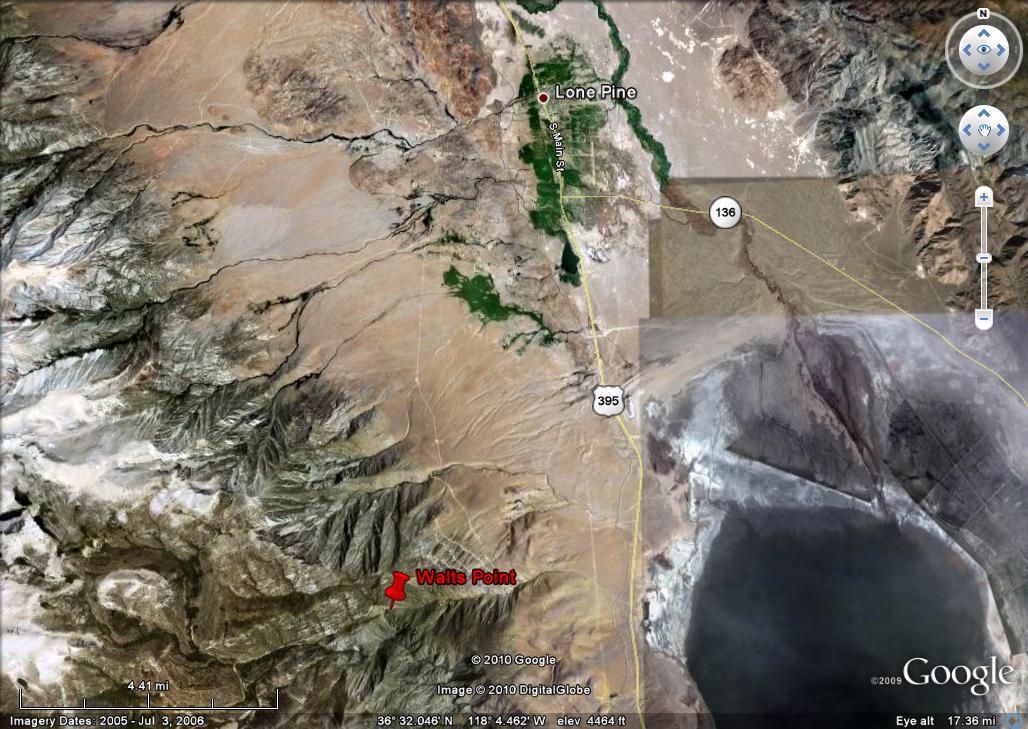 N
Lone Pine
S Main St
136
395
Walts Point
© 2010 Google
Image © 2010 DigitalGlobe
©2009 Google
4.41 mi
Imagery Dates: 2005 - Jul 3, 2006
36° 32.046' N 118° 4.462' W elev 4464 ft
Eye alt 17.36 mi